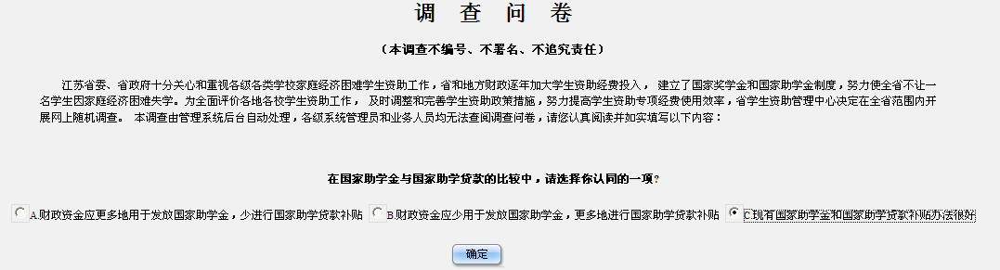 调 查 问 卷
（本调查不编号、不署名、不追究责任）
江苏省委、省政府十分关心和重视各级各类学校家庭经济困难学生资助工作，省和地方财政逐年加大学生资助经费投入， 建立了国家奖学金和国家助学金制度，努力使全省不让一
名学生因家庭经济困难失学。为全面评价各地各校学生资助工作， 及时调整和完善学生资助政策措施，努力提高学生资助专项经费使用效率，省学生资助管理中心决定在全省范围内开
展网上随机调查。 本调查由管理系统后台自动处理，各级系统管理员和业务人员均无法查阅调查问卷，请您认真阅读并如实填写以下内容：
在国家助学金与国家助学贷款的比较中，请选择你认同的一项?
A.财政资金应更多地用于发放国家助学金，少进行国家助学贷款补贴 B.财政资金应少用于发放国家助学金，更多地进行国家助学贷款补贴 C.现有国家助学金和国家助学贷款补贴办法很好
确定